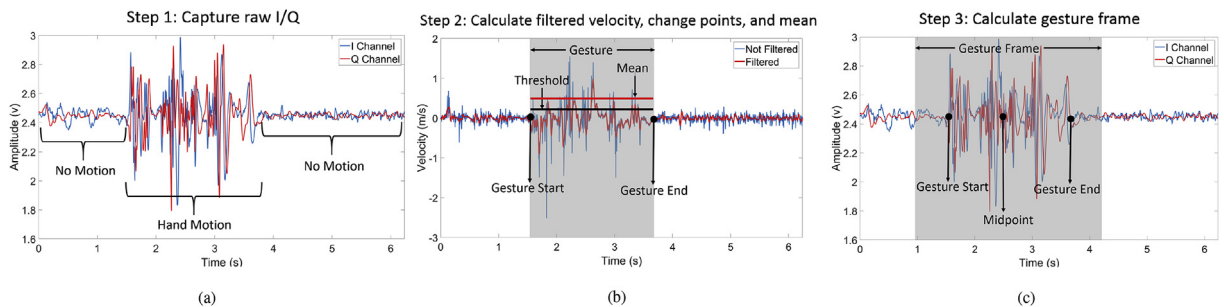 Step 1: Capture raw I/Q
3
2.8
2.6
2.4
2.2
2
1.8
1.6
Amplitude (v)
I Channel
Q Channel
No Motion
No Motion
Hand Motion
0 1 2 3 4 5 6
Time (s)
(a)
Step 2: Calculate filtered velocity, change points, and mean
2
1
0
-1
-2
-3
Velocity (m/s)
Gesture
Not Filtered
Filtered
Threshold
Mean
Gesture Start
Gesture End
0 1 2 3 4 5 6
Time (s)
(b)
Step 3: Calculate gesture frame
3
2.8
2.6
2.4
2.2
2
1.8
1.6
Amplitude (v)
Gesture Frame
I Channel
Q Channel
Gesture Start
Gesture End
Midpoint
0 1 2 3 4 5 6
Time (s)
(c)